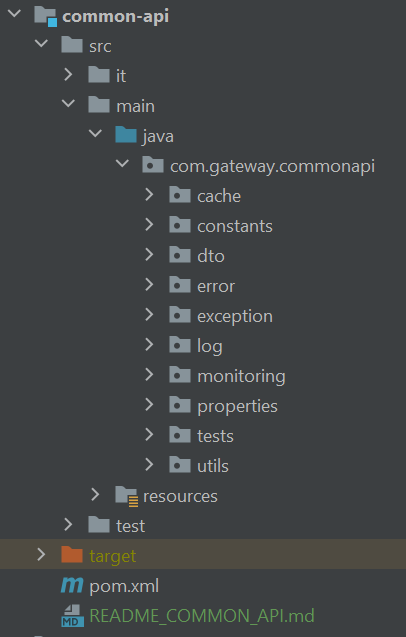 common-api
src
it
main
java
com.gateway.commonapi
cache
constants
dto
error
exception
log
monitoring
properties
tests
utils
resources
test
target
m pom.xml
MD README_COMMON_API.md